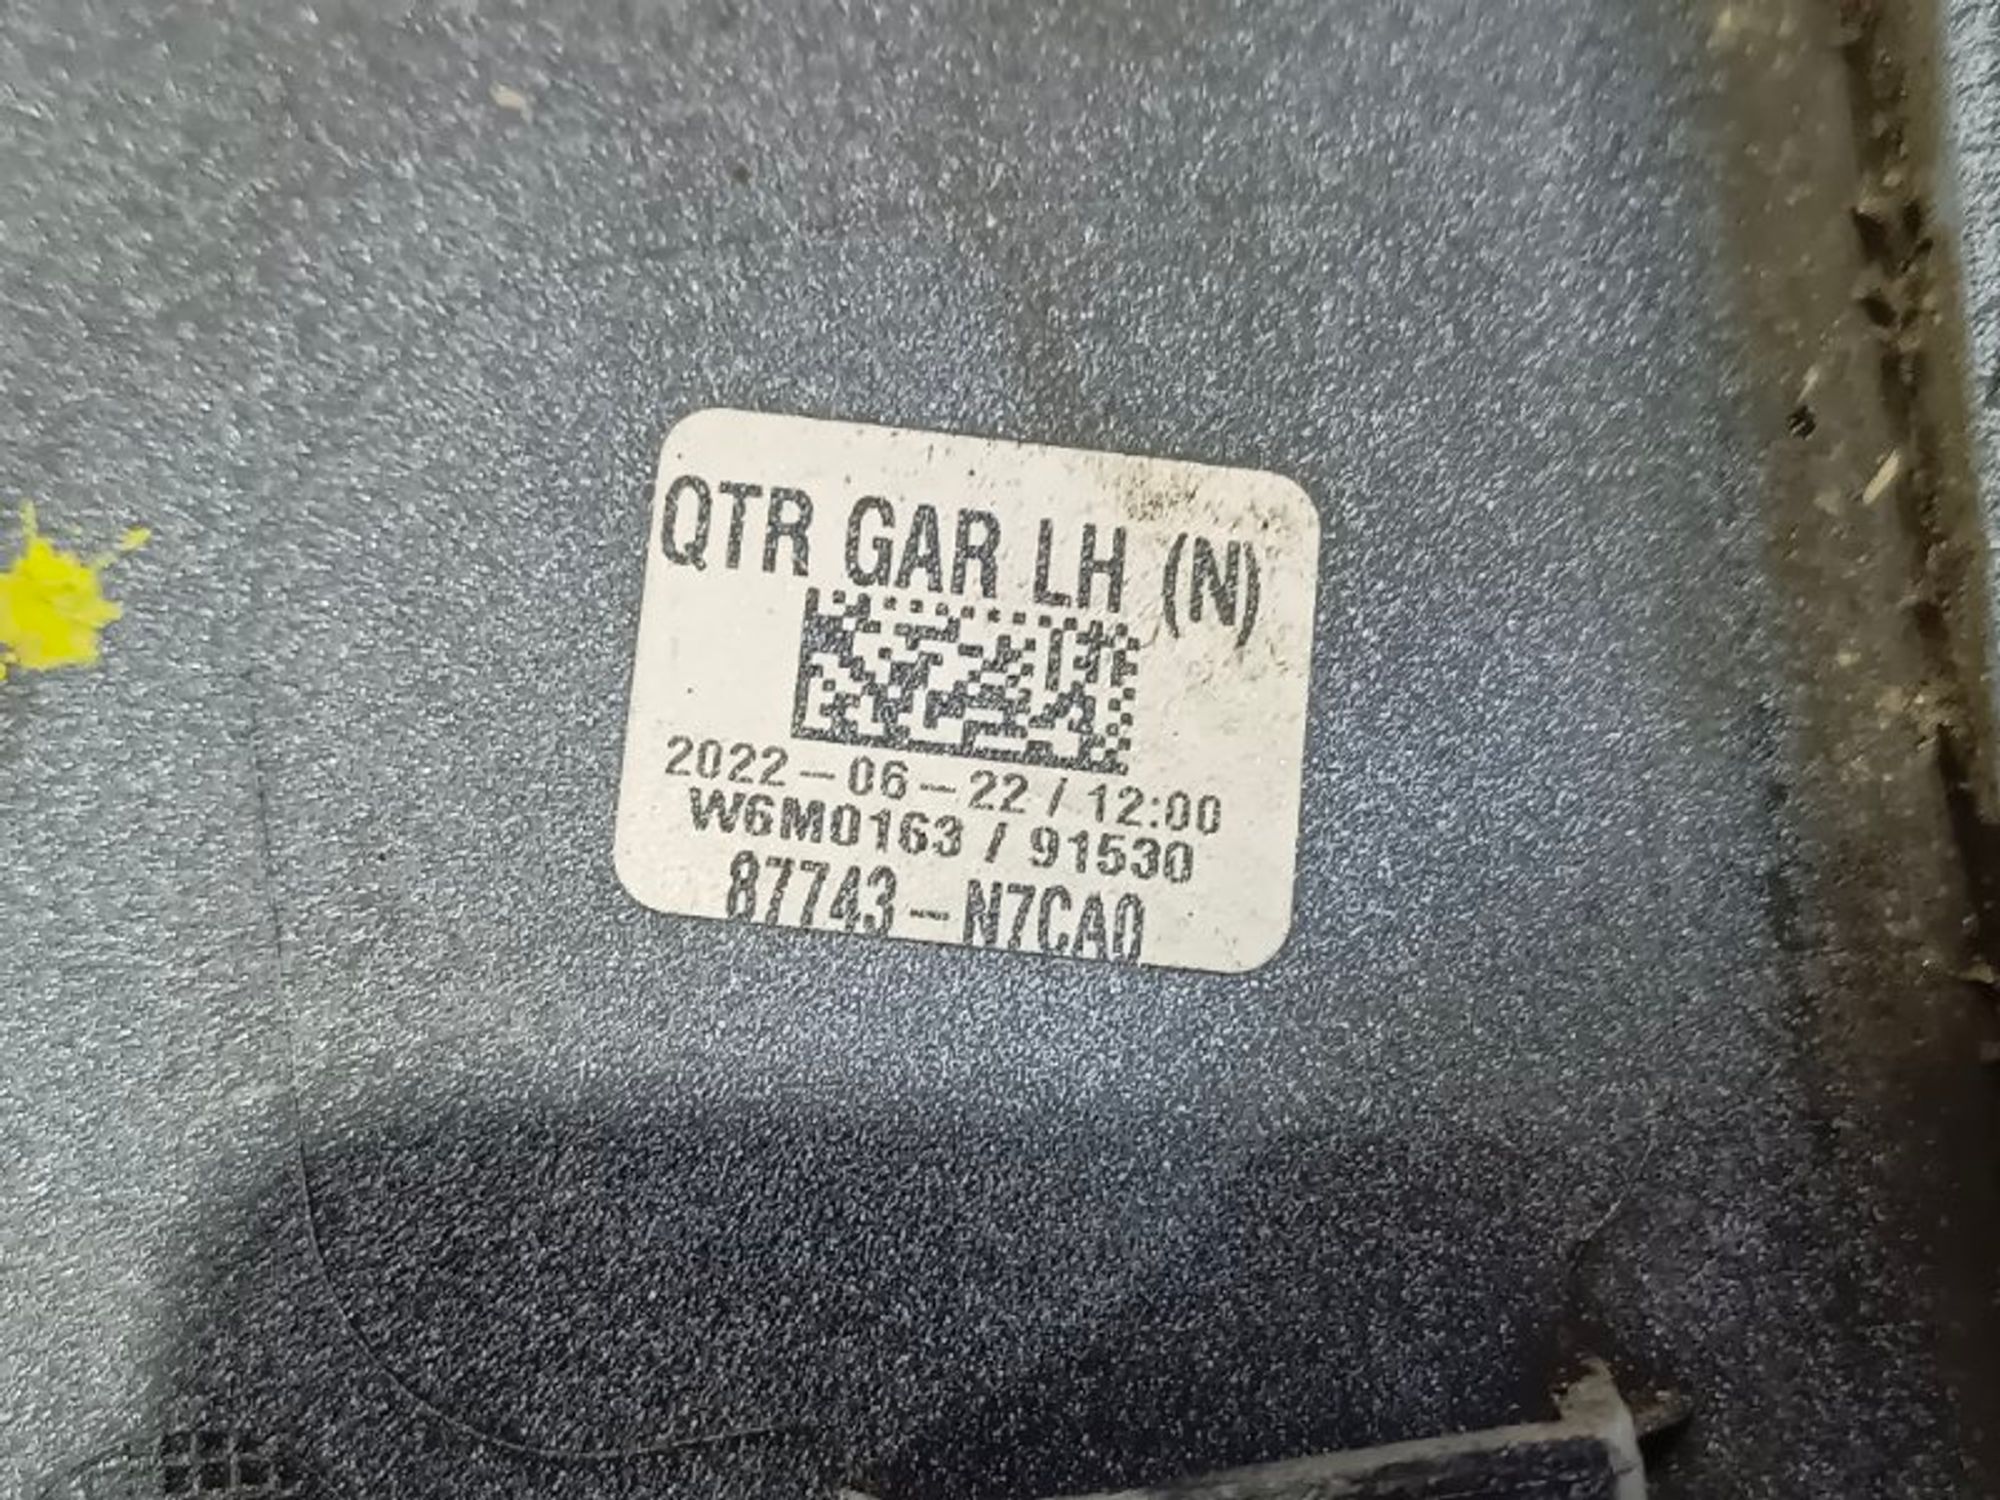 QTR GAR LH (N)
2022-06-22 / 12:00
W6M0163 / 91530
87743-N7CA0